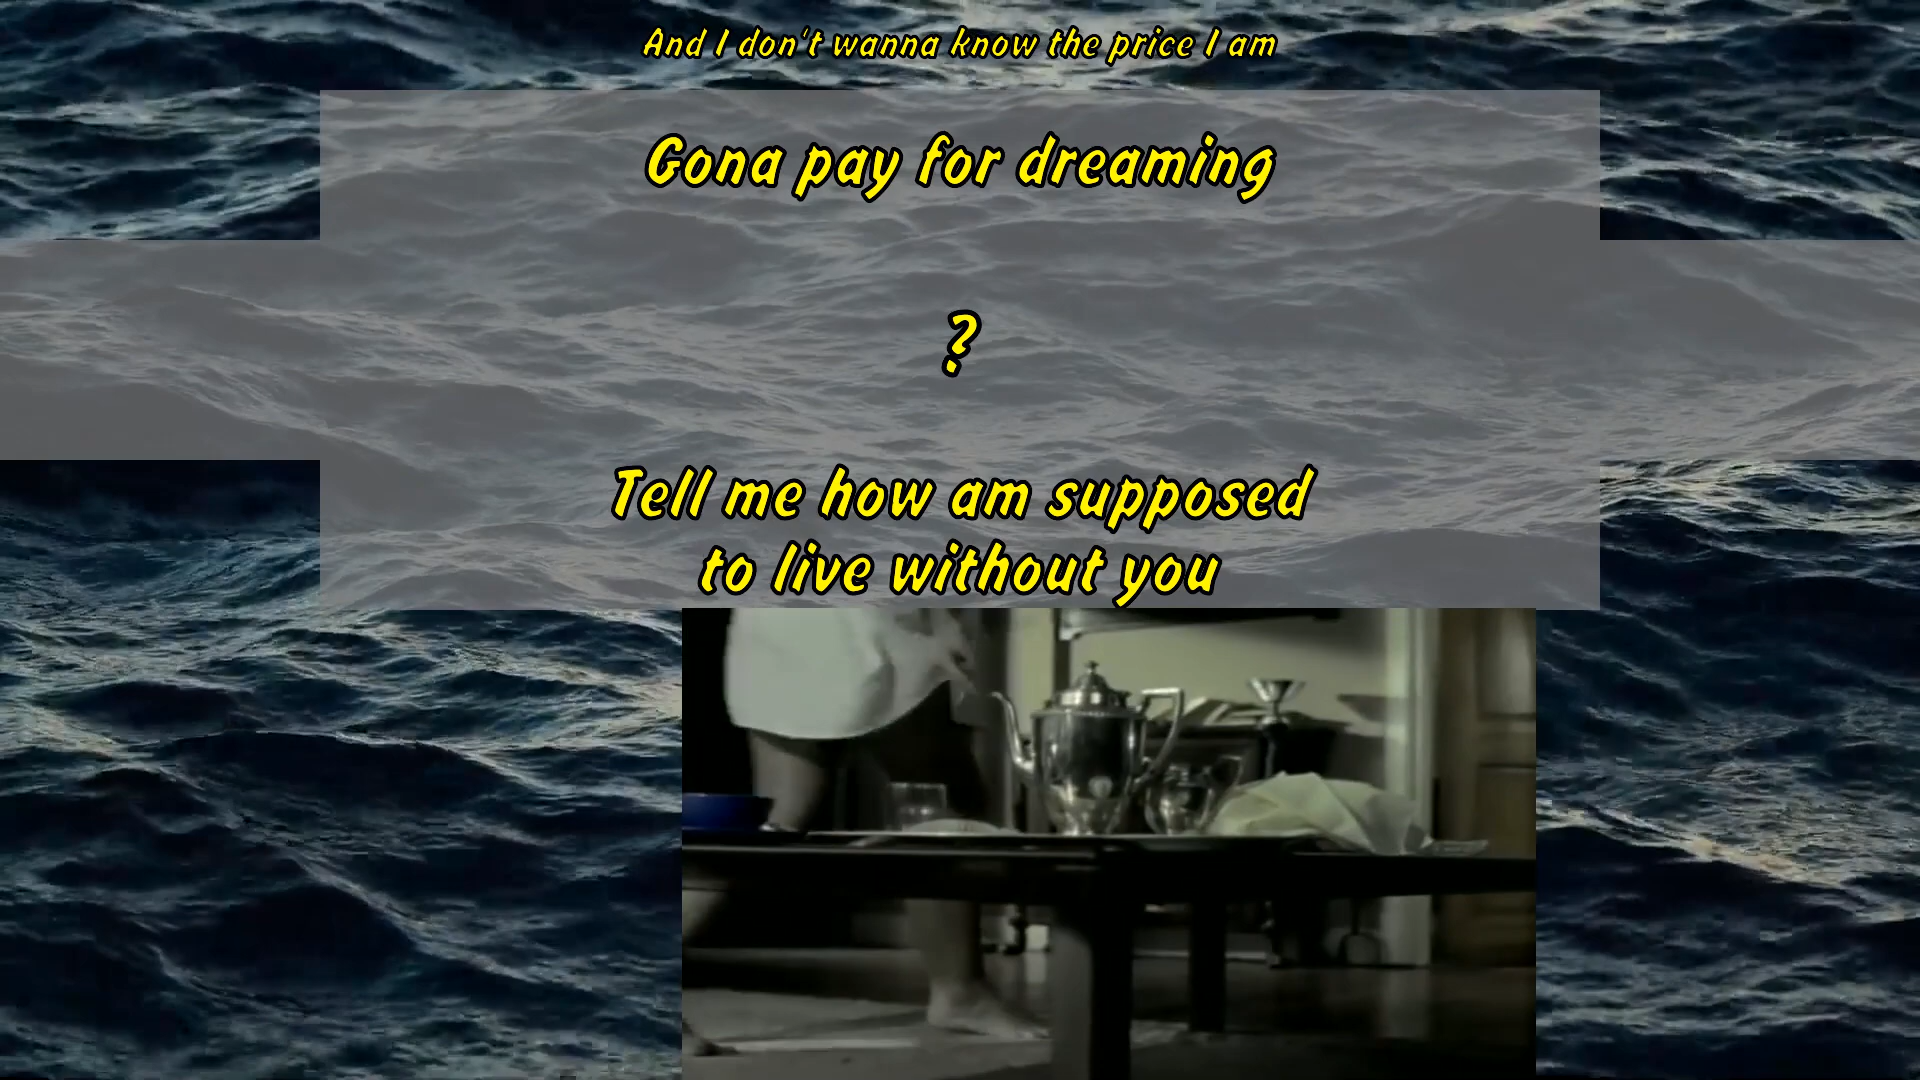 And I don't wanna know the price I am
Gona pay for dreaming
?
Tell me how am supposed
to live without you